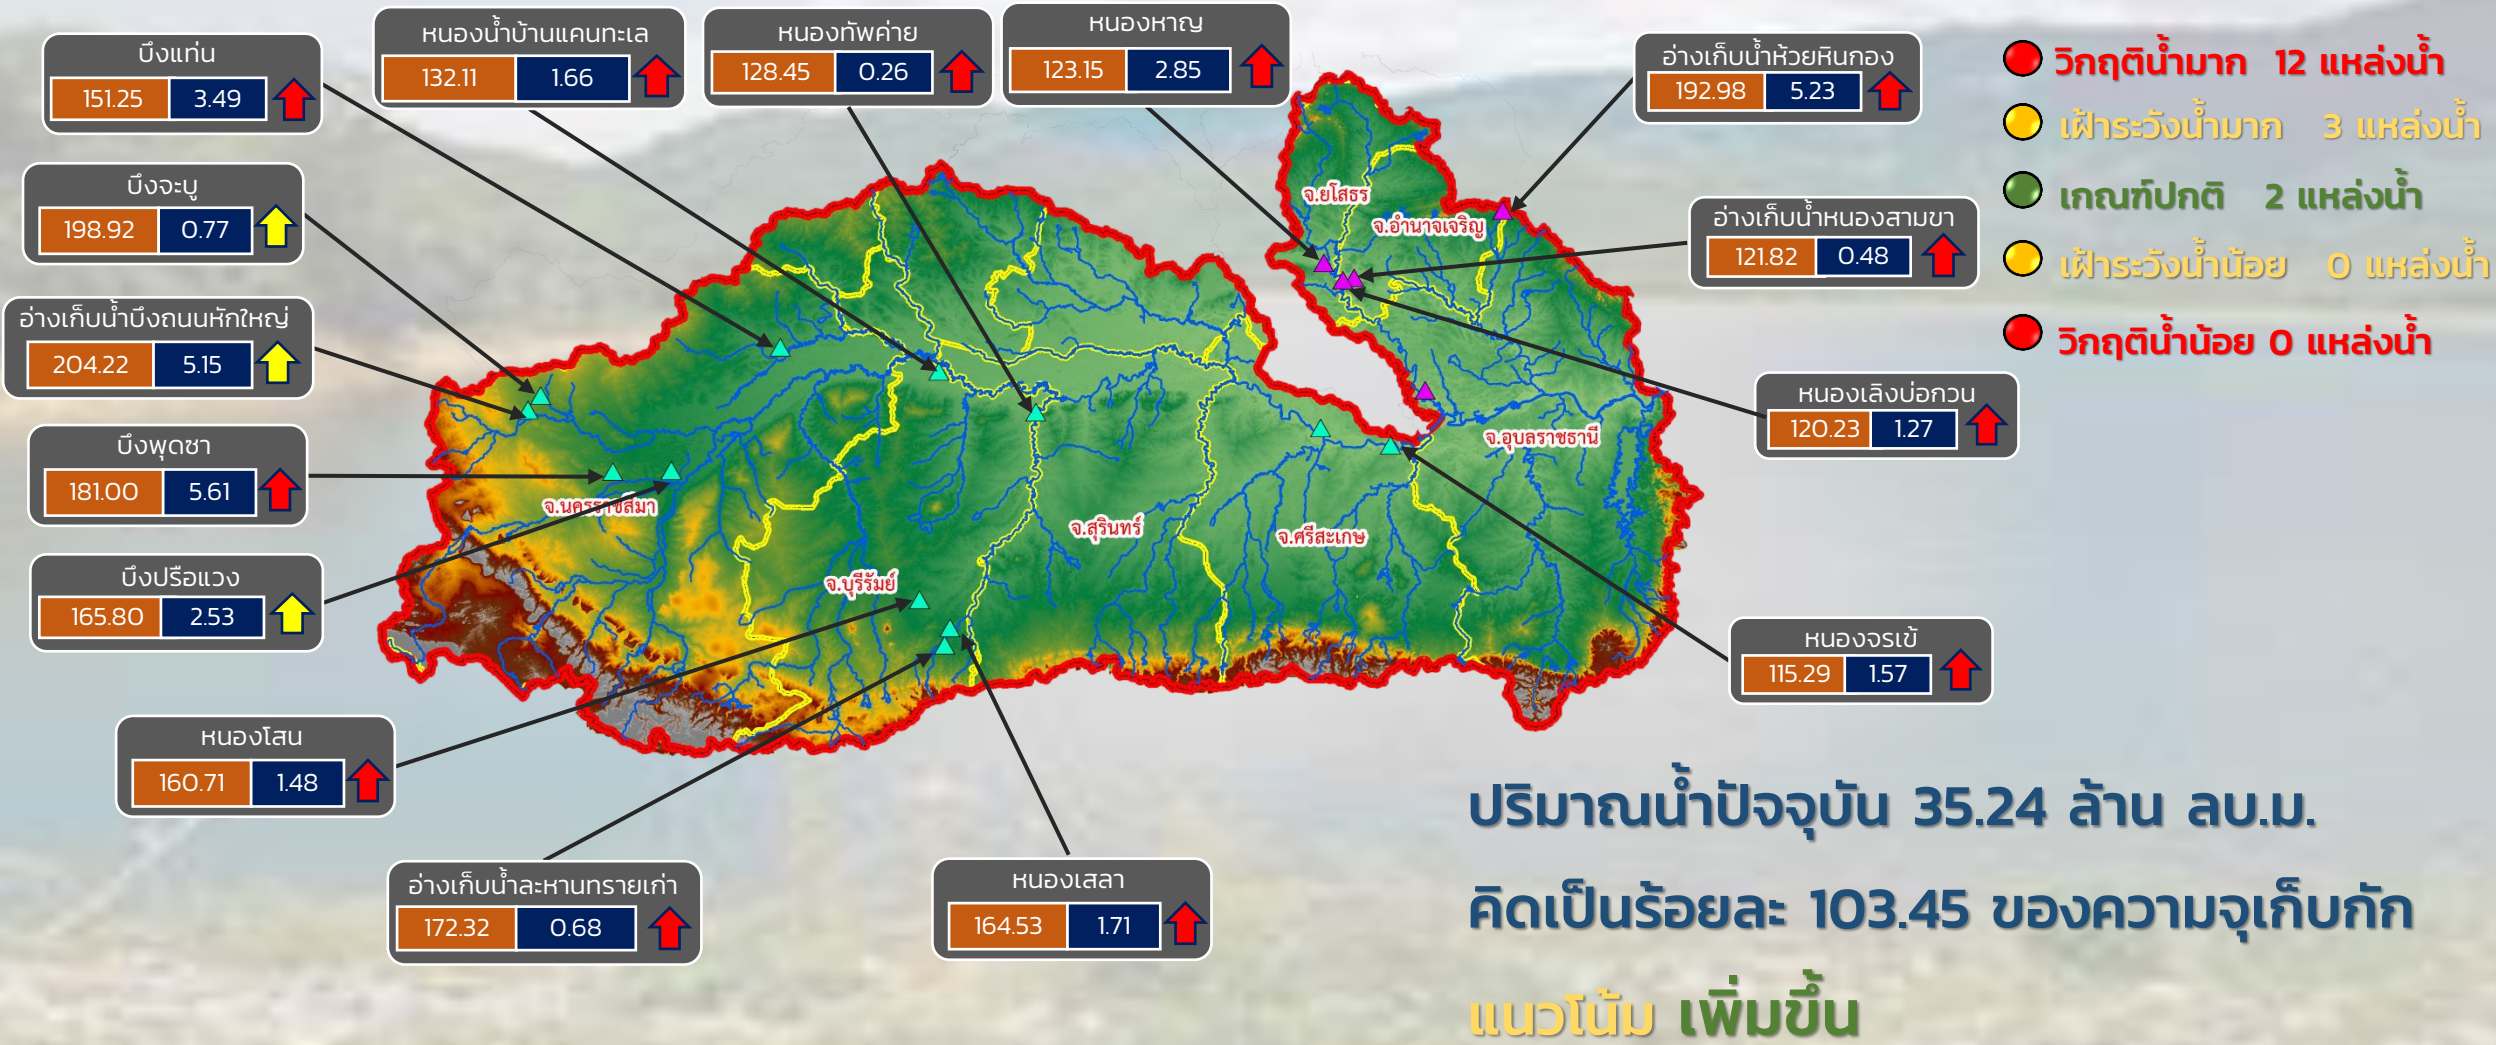 บึงแท่น
151.25 3.49
หนองน้ำบ้านแคนทะเล
132.11 1.66
หนองทัพค่าย
128.45 0.26
หนองหาญ
123.15 2.85
อ่างเก็บน้ำห้วยหินกอง
192.98 5.23
วิกฤติน้ำมาก 12 แหล่งน้ำ
เฝ้าระวังน้ำมาก 3 แหล่งน้ำ
เกณฑ์ปกติ 2 แหล่งน้ำ
เฝ้าระวังน้ำน้อย 0 แหล่งน้ำ
วิกฤติน้ำน้อย 0 แหล่งน้ำ
บึงจะบู
198.92 0.77
อ่างเก็บน้ำบึงถนนหักใหญ่
204.22 5.15
บึงพุดซา
181.00 5.61
บึงปรือแวง
165.80 2.53
หนองโสน
160.71 1.48
อ่างเก็บน้ำละหานทรายเก่า
172.32 0.68
หนองเสลา
164.53 1.71
อ่างเก็บน้ำหนองสามขา
121.82 0.48
หนองเลิงบ่อกวน
120.23 1.27
หนองจรเข้
115.29 1.57
จ.ยโสธร
จ.อำนาจเจริญ
จ.อุบลราชธานี
จ.นครราชสีมา
จ.บุรีรัมย์
จ.สุรินทร์
จ.ศรีสะเกษ
ปริมาณน้ำปัจจุบัน 35.24 ล้าน ลบ.ม.
คิดเป็นร้อยละ 103.45 ของความจุเก็บกัก
แนวโน้ม เพิ่มขึ้น